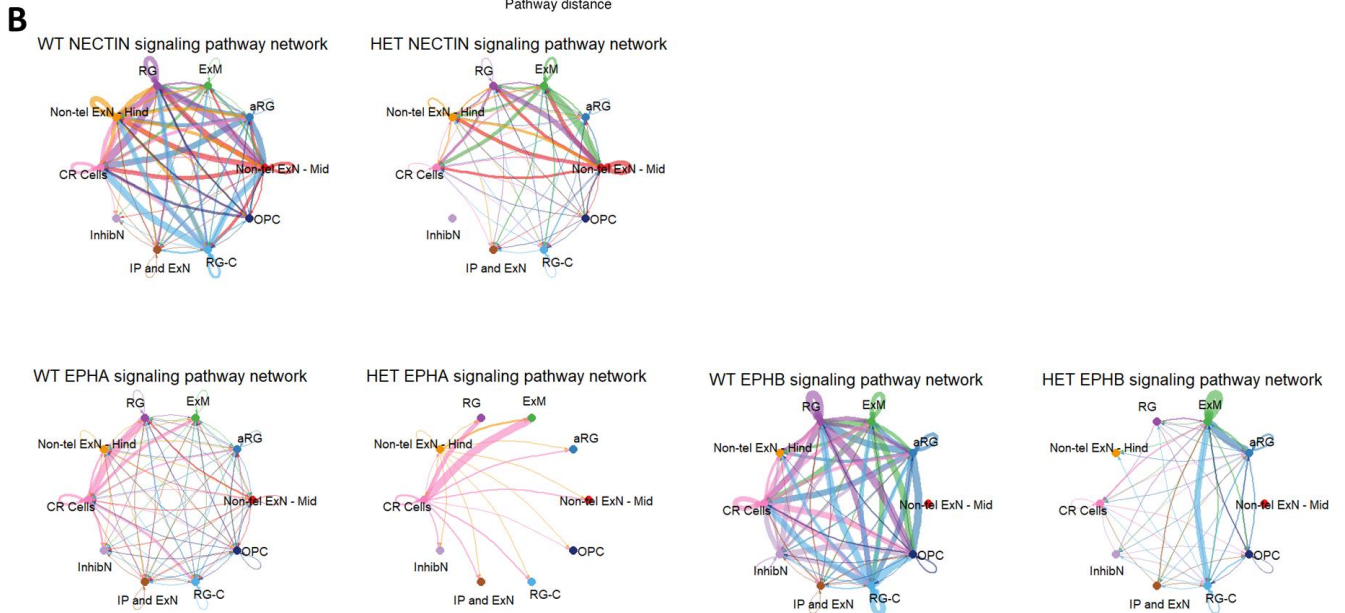 Pathway distance
B
WT NECTIN signaling pathway network
RG
ExM
Non-tel ExN - Hind
aRG
CR Cells
Non-tel ExN - Mid
InhibN
OPC
IP and ExN
RG-C
HET NECTIN signaling pathway network
RG
ExM
Non-tel ExN - Hind
aRG
CR Cells
Non-tel ExN - Mid
InhibN
OPC
IP and ExN
RG-C
WT EPHA signaling pathway network
RG
ExM
Non-tel ExN - Hind
aRG
CR Cells
Non-tel ExN - Mid
InhibN
OPC
IP and ExN
RG-C
HET EPHA signaling pathway network
RG
ExM
Non-tel ExN - Hind
aRG
CR Cells
Non-tel ExN - Mid
InhibN
OPC
IP and ExN
RG-C
WT EPHB signaling pathway network
RG
ExM
Non-tel ExN - Hind
aRG
CR Cells
Non-tel ExN - Mid
InhibN
OPC
IP and ExN
RG-C
HET EPHB signaling pathway network
RG
ExM
Non-tel ExN - Hind
aRG
CR Cells
Non-tel ExN - Mid
InhibN
OPC
IP and ExN
RG-C